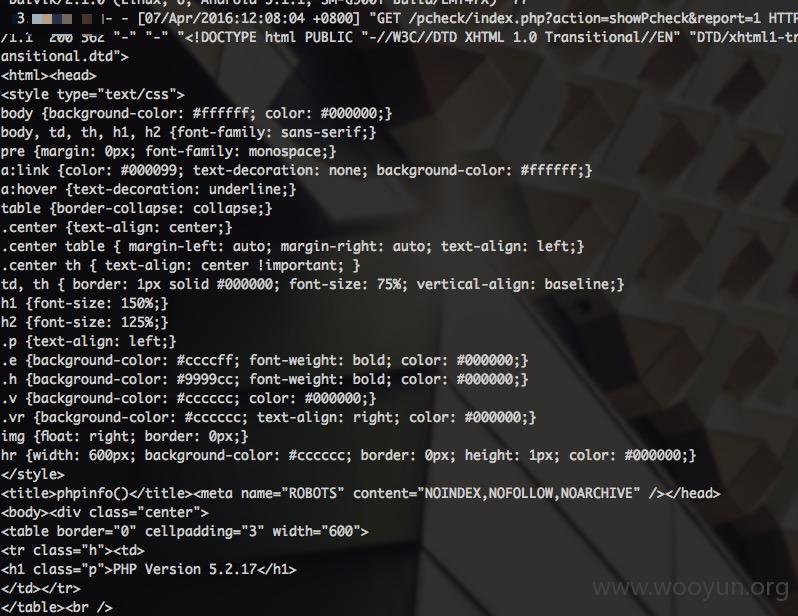 Dalvik/2.1.0 (Linux; U; Android 5.1.1; SM-G9001 Build/LMY47X) 77
3 |- - [07/Apr/2016:12:08:04 +0800] "GET /pcheck/index.php?action=showPcheck&report=1 HTTP
/1.1 200 562 "-" "-" "<!DOCTYPE html PUBLIC "-//W3C//DTD XHTML 1.0 Transitional//EN" "DTD/xhtml1-tr
ansitional.dtd">
<html><head>
<style type="text/css">
body {background-color: #ffffff; color: #000000;}
body, td, th, h1, h2 {font-family: sans-serif;}
pre {margin: 0px; font-family: monospace;}
a:link {color: #000099; text-decoration: none; background-color: #ffffff;}
a:hover {text-decoration: underline;}
table {border-collapse: collapse;}
.center {text-align: center;}
.center table { margin-left: auto; margin-right: auto; text-align: left;}
.center th { text-align: center !important; }
td, th { border: 1px solid #000000; font-size: 75%; vertical-align: baseline;}
h1 {font-size: 150%;}
h2 {font-size: 125%;}
.p {text-align: left;}
.e {background-color: #ccccff; font-weight: bold; color: #000000;}
.h {background-color: #9999cc; font-weight: bold; color: #000000;}
.v {background-color: #cccccc; color: #000000;}
.vr {background-color: #cccccc; text-align: right; color: #000000;}
img {float: right; border: 0px;}
hr {width: 600px; background-color: #cccccc; border: 0px; height: 1px; color: #000000;}
</style>
<title>phpinfo()</title><meta name="ROBOTS" content="NOINDEX,NOFOLLOW,NOARCHIVE" /></head>
<body><div class="center">
<table border="0" cellpadding="3" width="600">
<tr class="h"><td>
<h1 class="p">PHP Version 5.2.17</h1>
</td></tr>
</table><br />
www.wooyun.org